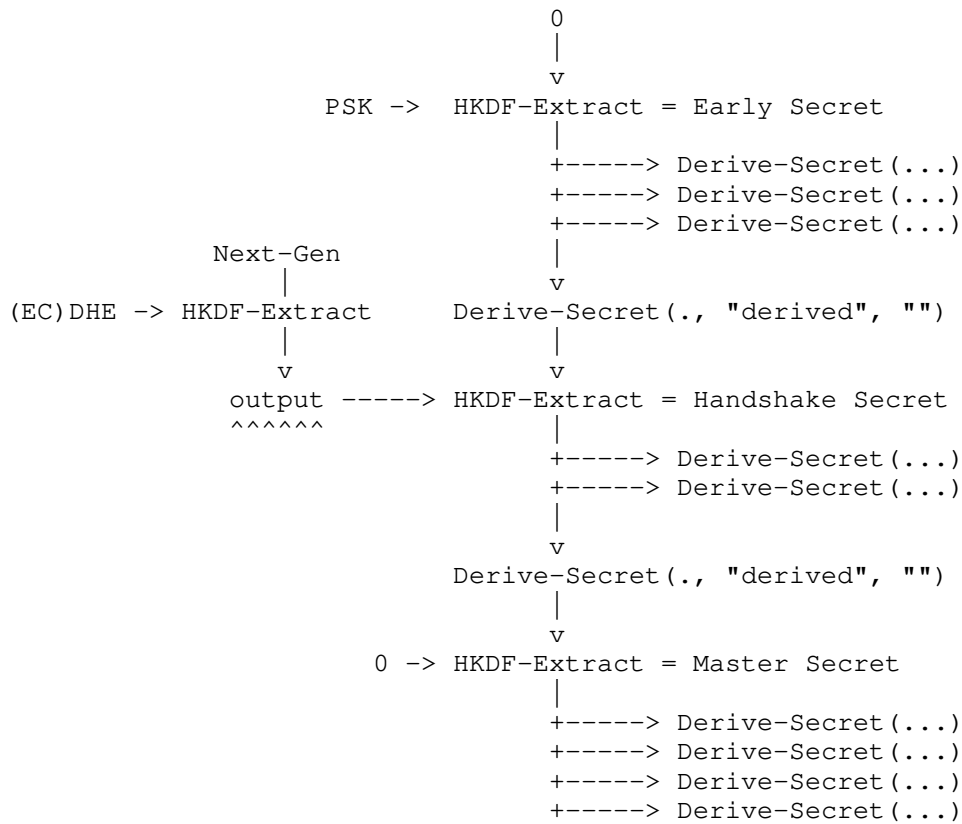 0
                                    |
                                    v
                      PSK ->  HKDF-Extract = Early Secret
                                    |
                                    +-----> Derive-Secret(...)
                                    +-----> Derive-Secret(...)
                                    +-----> Derive-Secret(...)
              Next-Gen              |
                  |                 v
(EC)DHE -> HKDF-Extract     Derive-Secret(., "derived", "")
                  |                 |
                  v                 v
               output -----> HKDF-Extract = Handshake Secret
               ^^^^^^               |
                                    +-----> Derive-Secret(...)
                                    +-----> Derive-Secret(...)
                                    |
                                    v
                             Derive-Secret(., "derived", "")
                                    |
                                    v
                        0 -> HKDF-Extract = Master Secret
                                    |
                                    +-----> Derive-Secret(...)
                                    +-----> Derive-Secret(...)
                                    +-----> Derive-Secret(...)
                                    +-----> Derive-Secret(...)